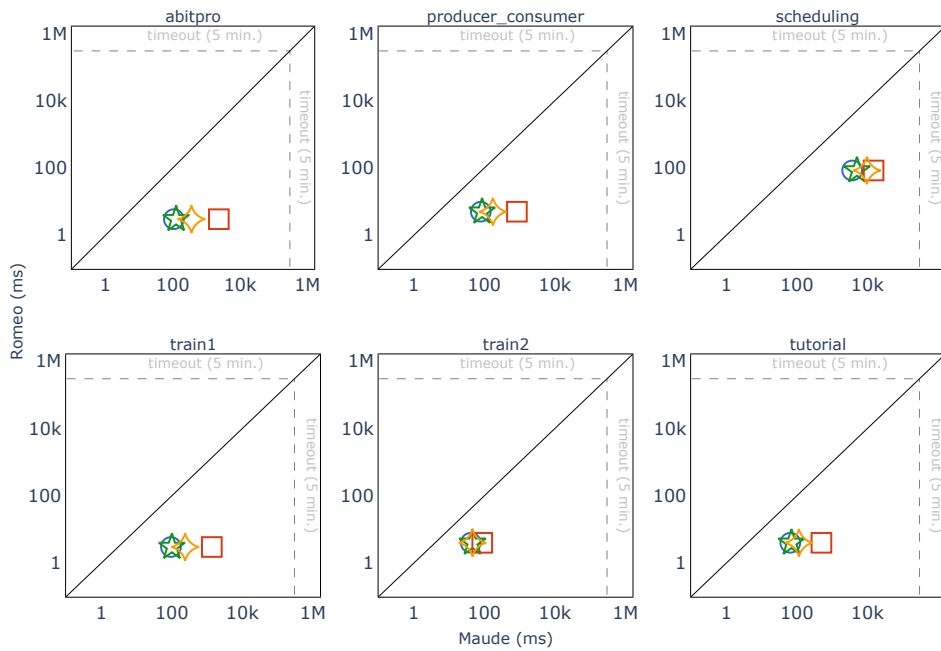 abitpro
producer_consumer
scheduling
1M
timeout (5 min.)
10k
100
1
timeout (5 min.)
1
100
10k
1M
1M
timeout (5 min.)
10k
100
1
timeout (5 min.)
1
100
10k
1M
timeout (5 min.)
10k
100
1
timeout (5 min.)
1
100
10k
Romeo (ms)
train1
train2
tutorial
1M
timeout (5 min.)
10k
100
1
timeout (5 min.)
1
100
10k
1M
1M
timeout (5 min.)
10k
100
1
timeout (5 min.)
1
100
10k
1M
1M
timeout (5 min.)
10k
100
1
timeout (5 min.)
1
100
10k
Maude (ms)